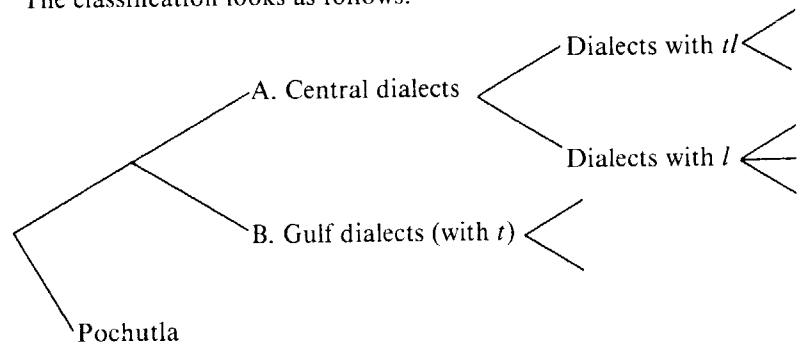 The classification looks as follows:
Dialects with tl
A. Central dialects
Dialects with l
B. Gulf dialects (with t)
Pochutla